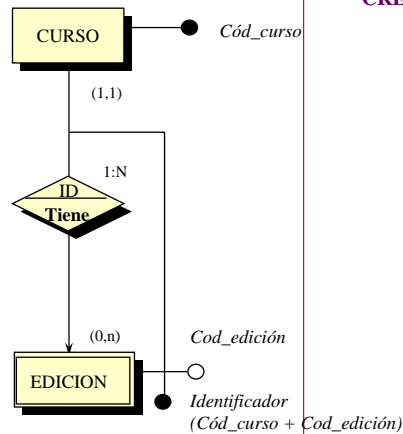 CRE
CURSO
Cód_curso
(1,1)
1:N
ID
Tiene
(0,n)
Cod_edición
EDICION
Identificador
(Cód_curso + Cod_edición)